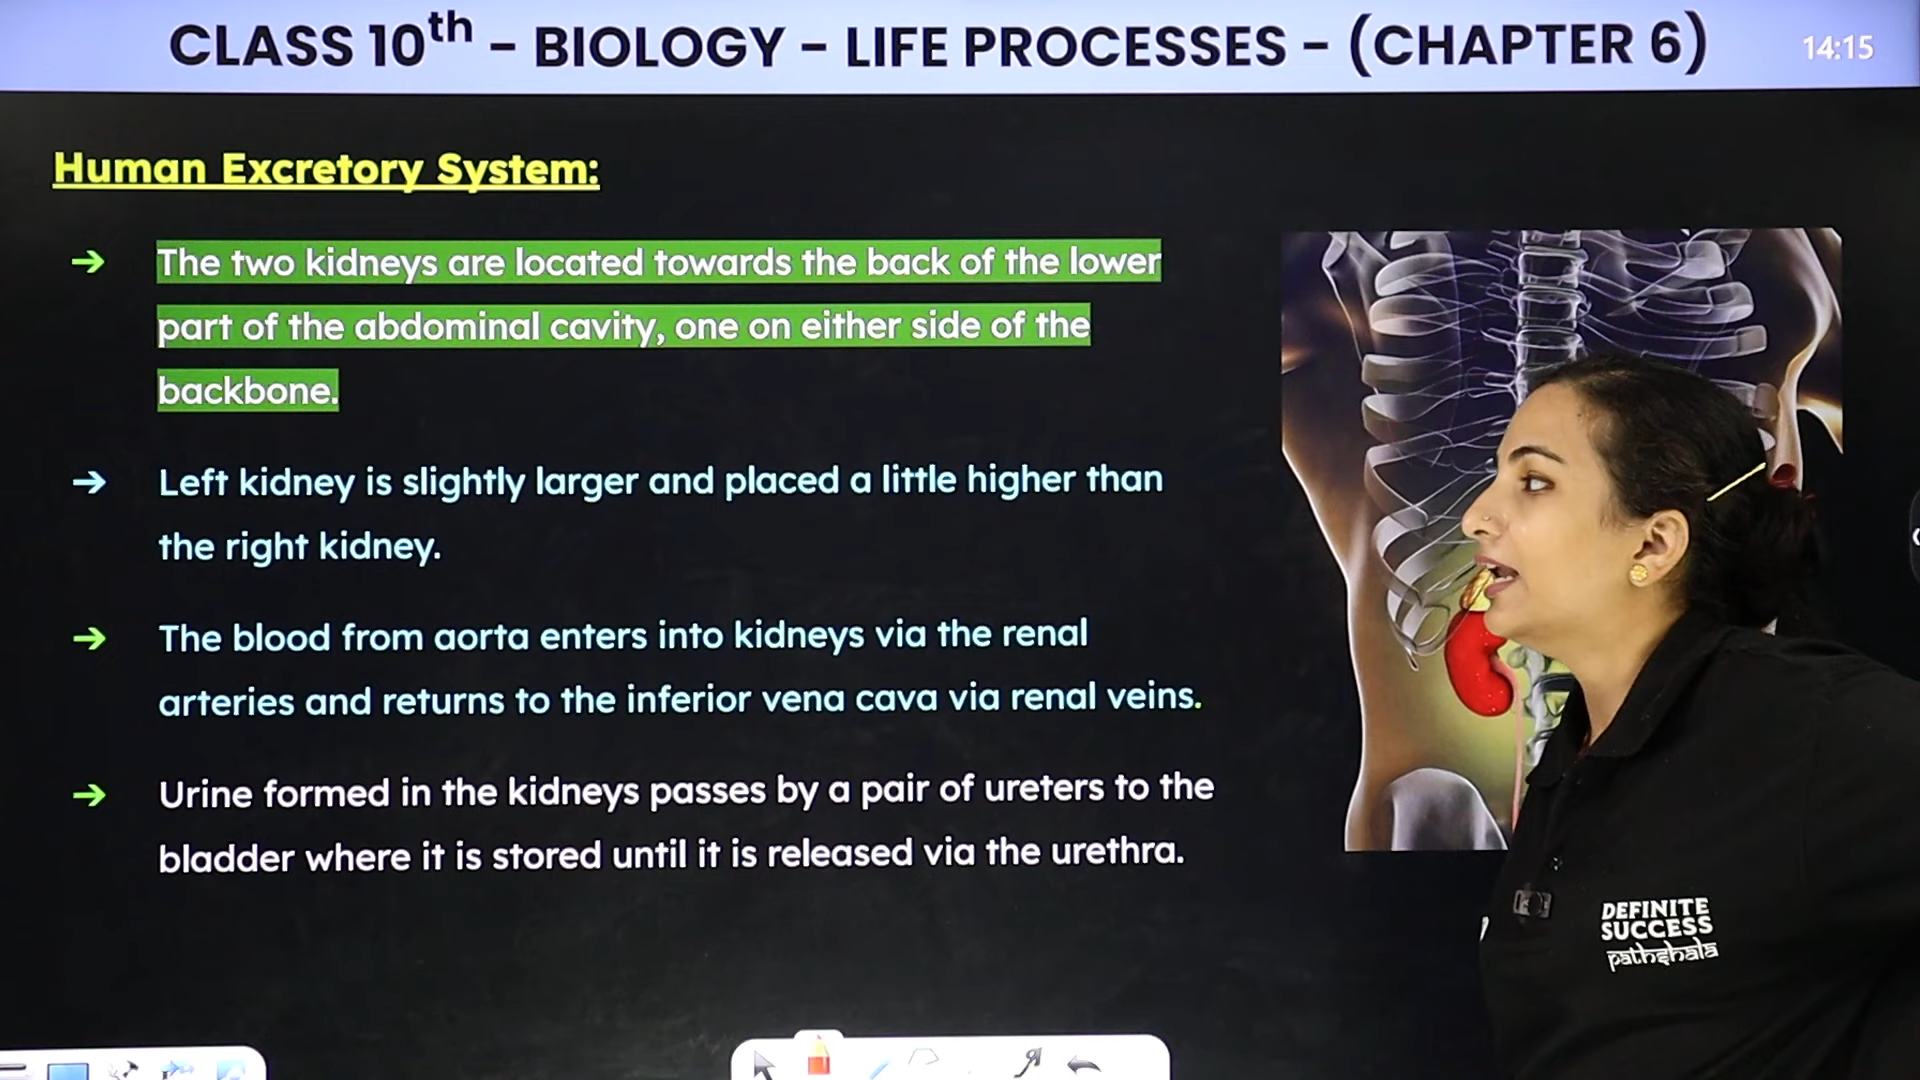 CLASS 10th - BIOLOGY - LIFE PROCESSES - (CHAPTER 6)
14:15
Human Excretory System:
→ The two kidneys are located towards the back of the lower
part of the abdominal cavity, one on either side of the
backbone.
→ Left kidney is slightly larger and placed a little higher than
the right kidney.
→ The blood from aorta enters into kidneys via the renal
arteries and returns to the inferior vena cava via renal veins.
→ Urine formed in the kidneys passes by a pair of ureters to the
bladder where it is stored until it is released via the urethra.
DEFINITE
SUCCESS
pathshala